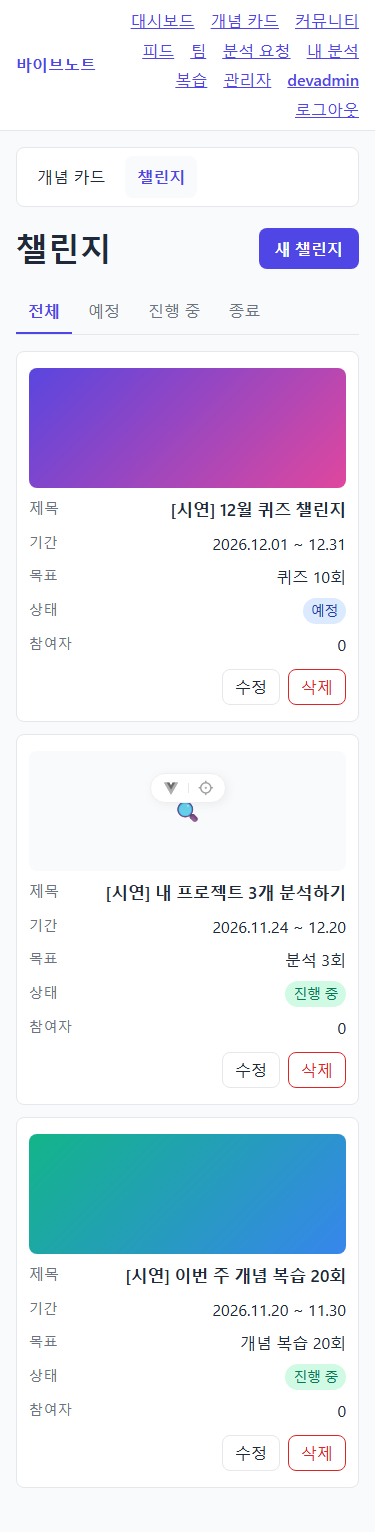 바이브노트
대시보드 개념 카드 커뮤니티
피드 팀 분석 요청 내 분석
복습 관리자 devadmin
로그아웃
개념 카드 챌린지
챌린지 새 챌린지
전체 예정 진행 중 종료
제목 [시연] 12월 퀴즈 챌린지
기간 2026.12.01 ~ 12.31
목표 퀴즈 10회
상태 예정
참여자 0
수정 삭제
제목 [시연] 내 프로젝트 3개 분석하기
기간 2026.11.24 ~ 12.20
목표 분석 3회
상태 진행 중
참여자 0
수정 삭제
제목 [시연] 이번 주 개념 복습 20회
기간 2026.11.20 ~ 11.30
목표 개념 복습 20회
상태 진행 중
참여자 0
수정 삭제